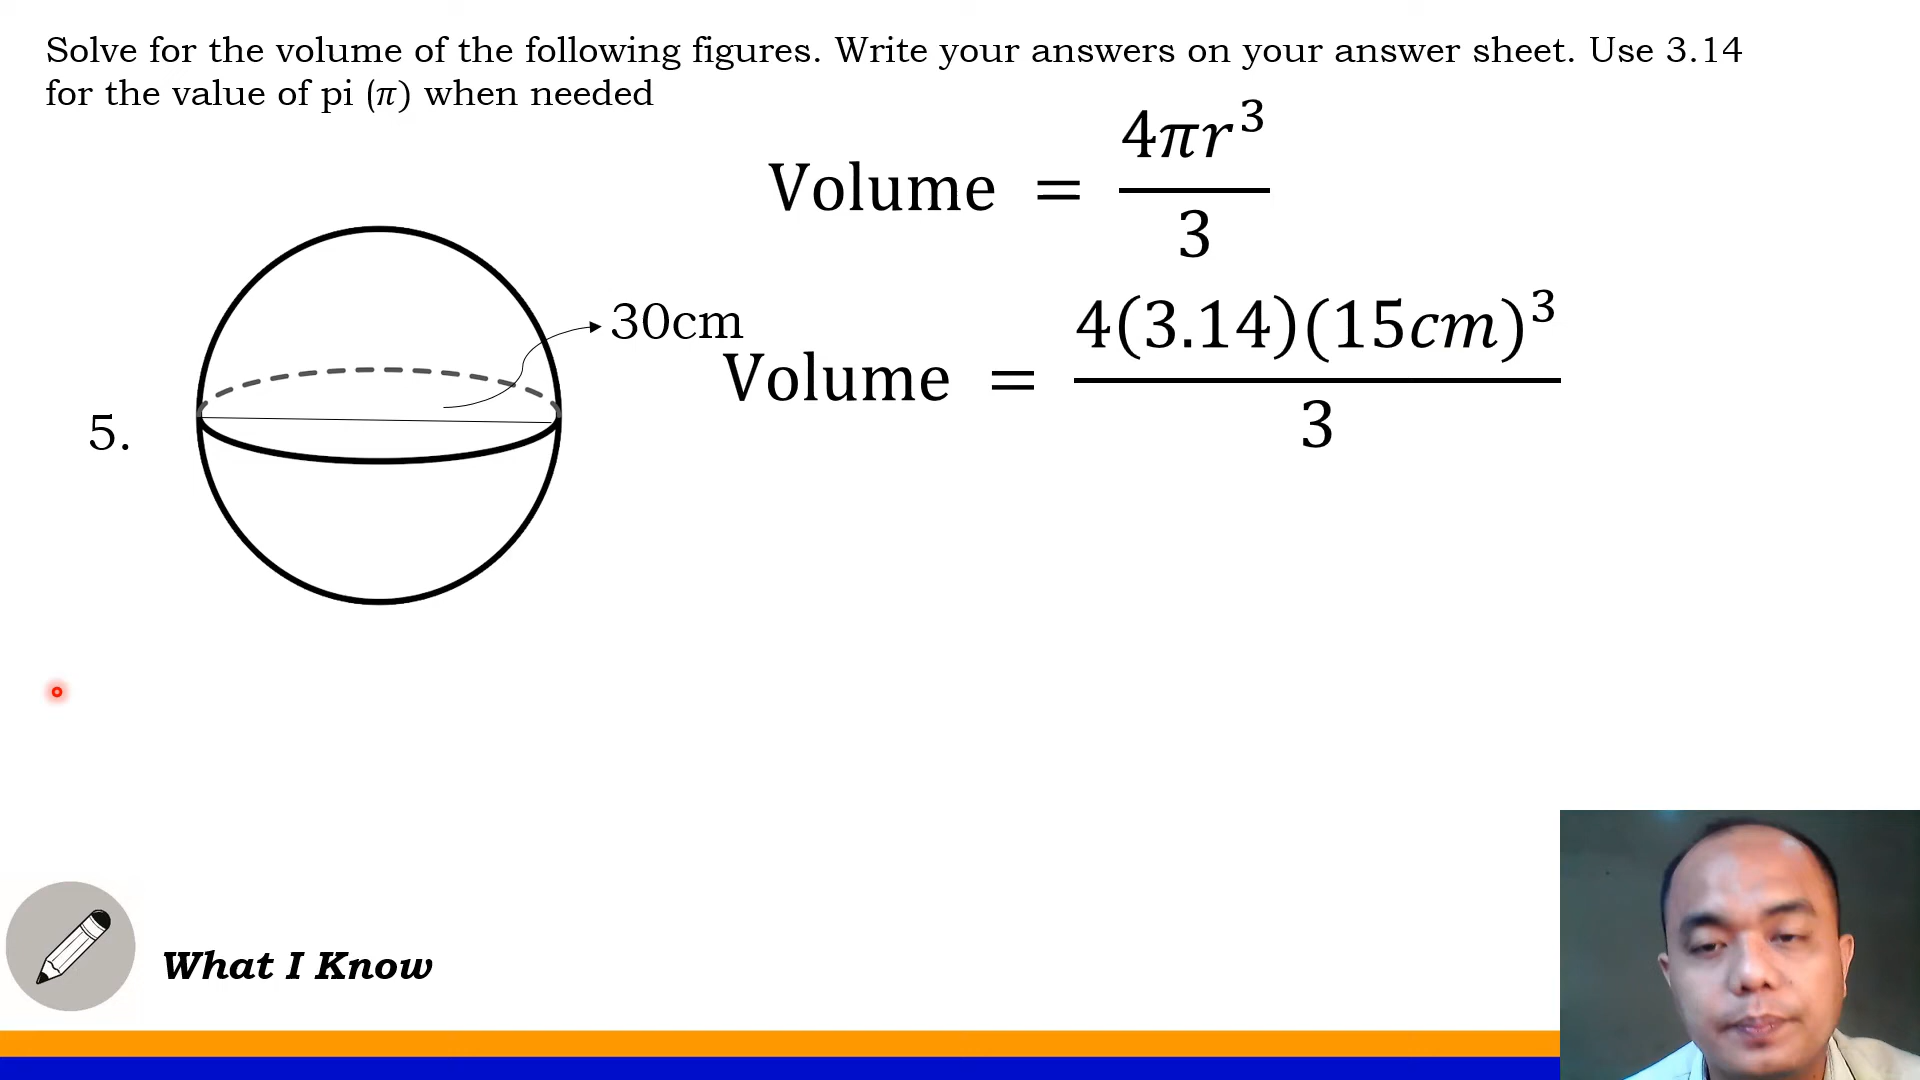 Solve for the volume of the following figures. Write your answers on your answer sheet. Use 3.14
for the value of pi (𝜋) when needed
Volume = 4𝜋𝑟³/3
30cm
Volume = 4(3.14)(15𝑐𝑚)³/3
5.
What I Know